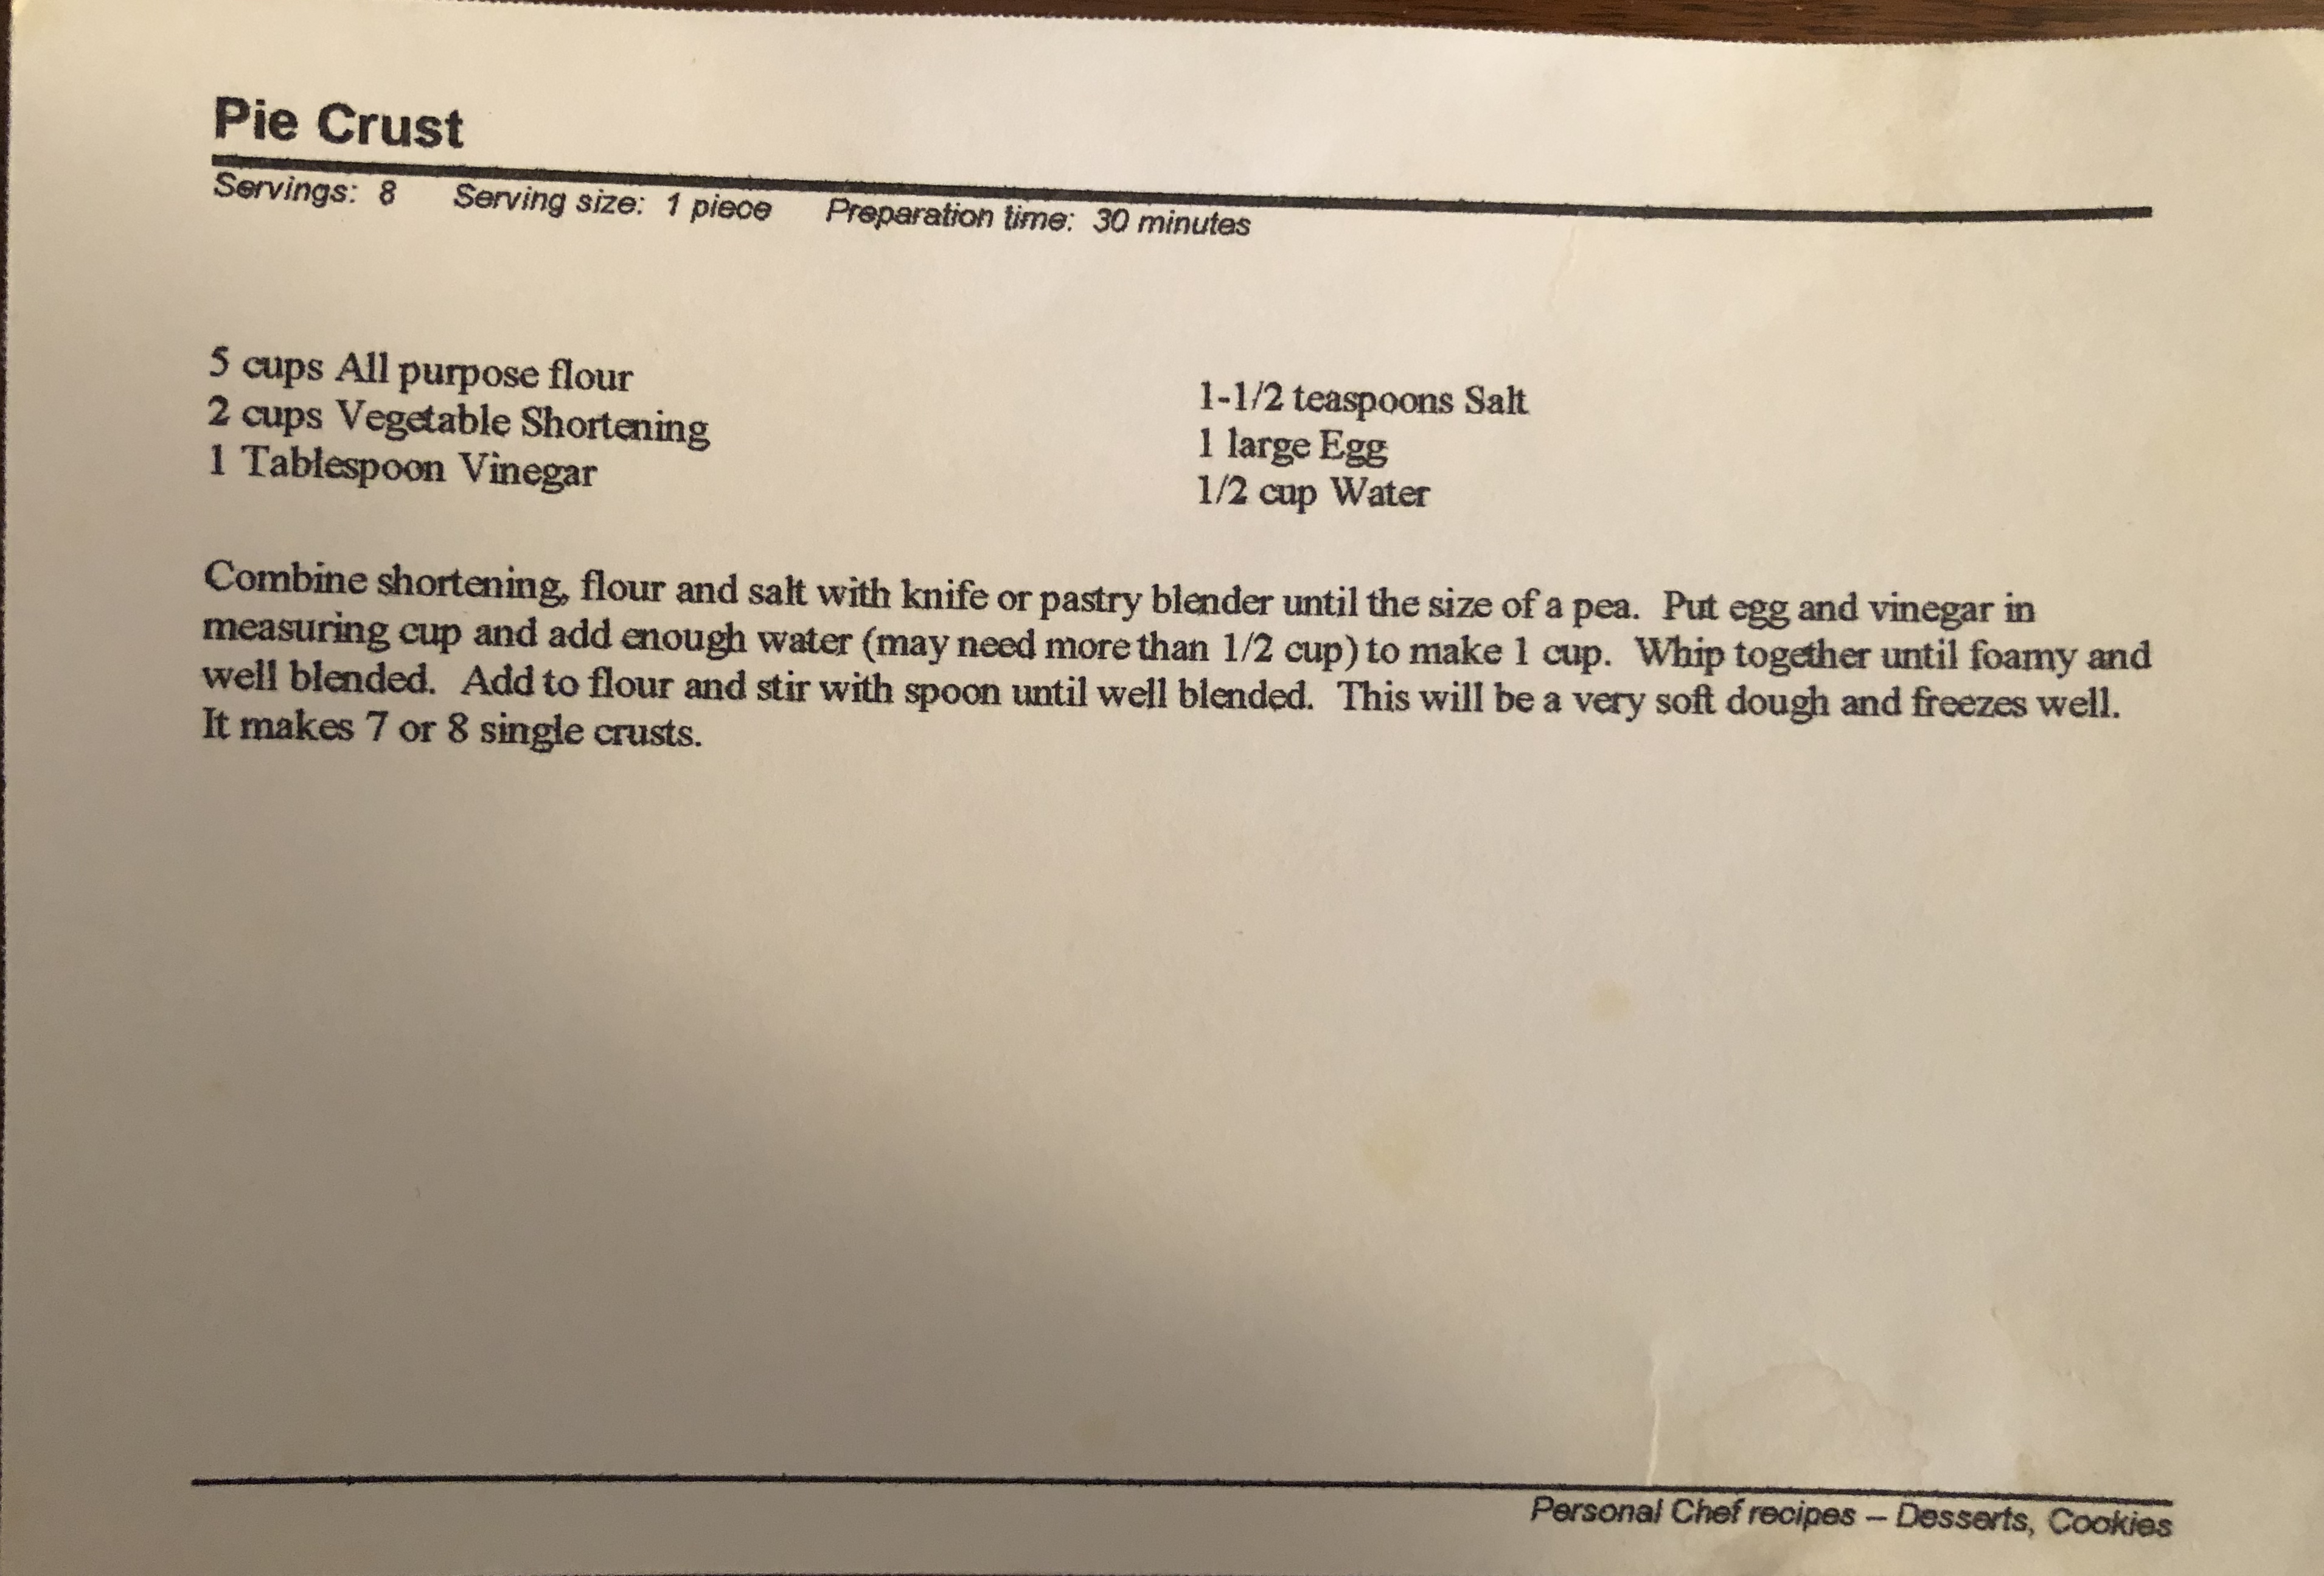 Pie Crust
Servings: 8 Serving size: 1 piece Preparation time: 30 minutes
5 cups All purpose flour
2 cups Vegetable Shortening
1 Tablespoon Vinegar
1-1/2 teaspoons Salt
1 large Egg
1/2 cup Water
Combine shortening, flour and salt with knife or pastry blender until the size of a pea. Put egg and vinegar in
measuring cup and add enough water (may need more than 1/2 cup) to make 1 cup. Whip together until foamy and
well blended. Add to flour and stir with spoon until well blended. This will be a very soft dough and freezes well.
It makes 7 or 8 single crusts.
Personal Chef recipes – Desserts, Cookies